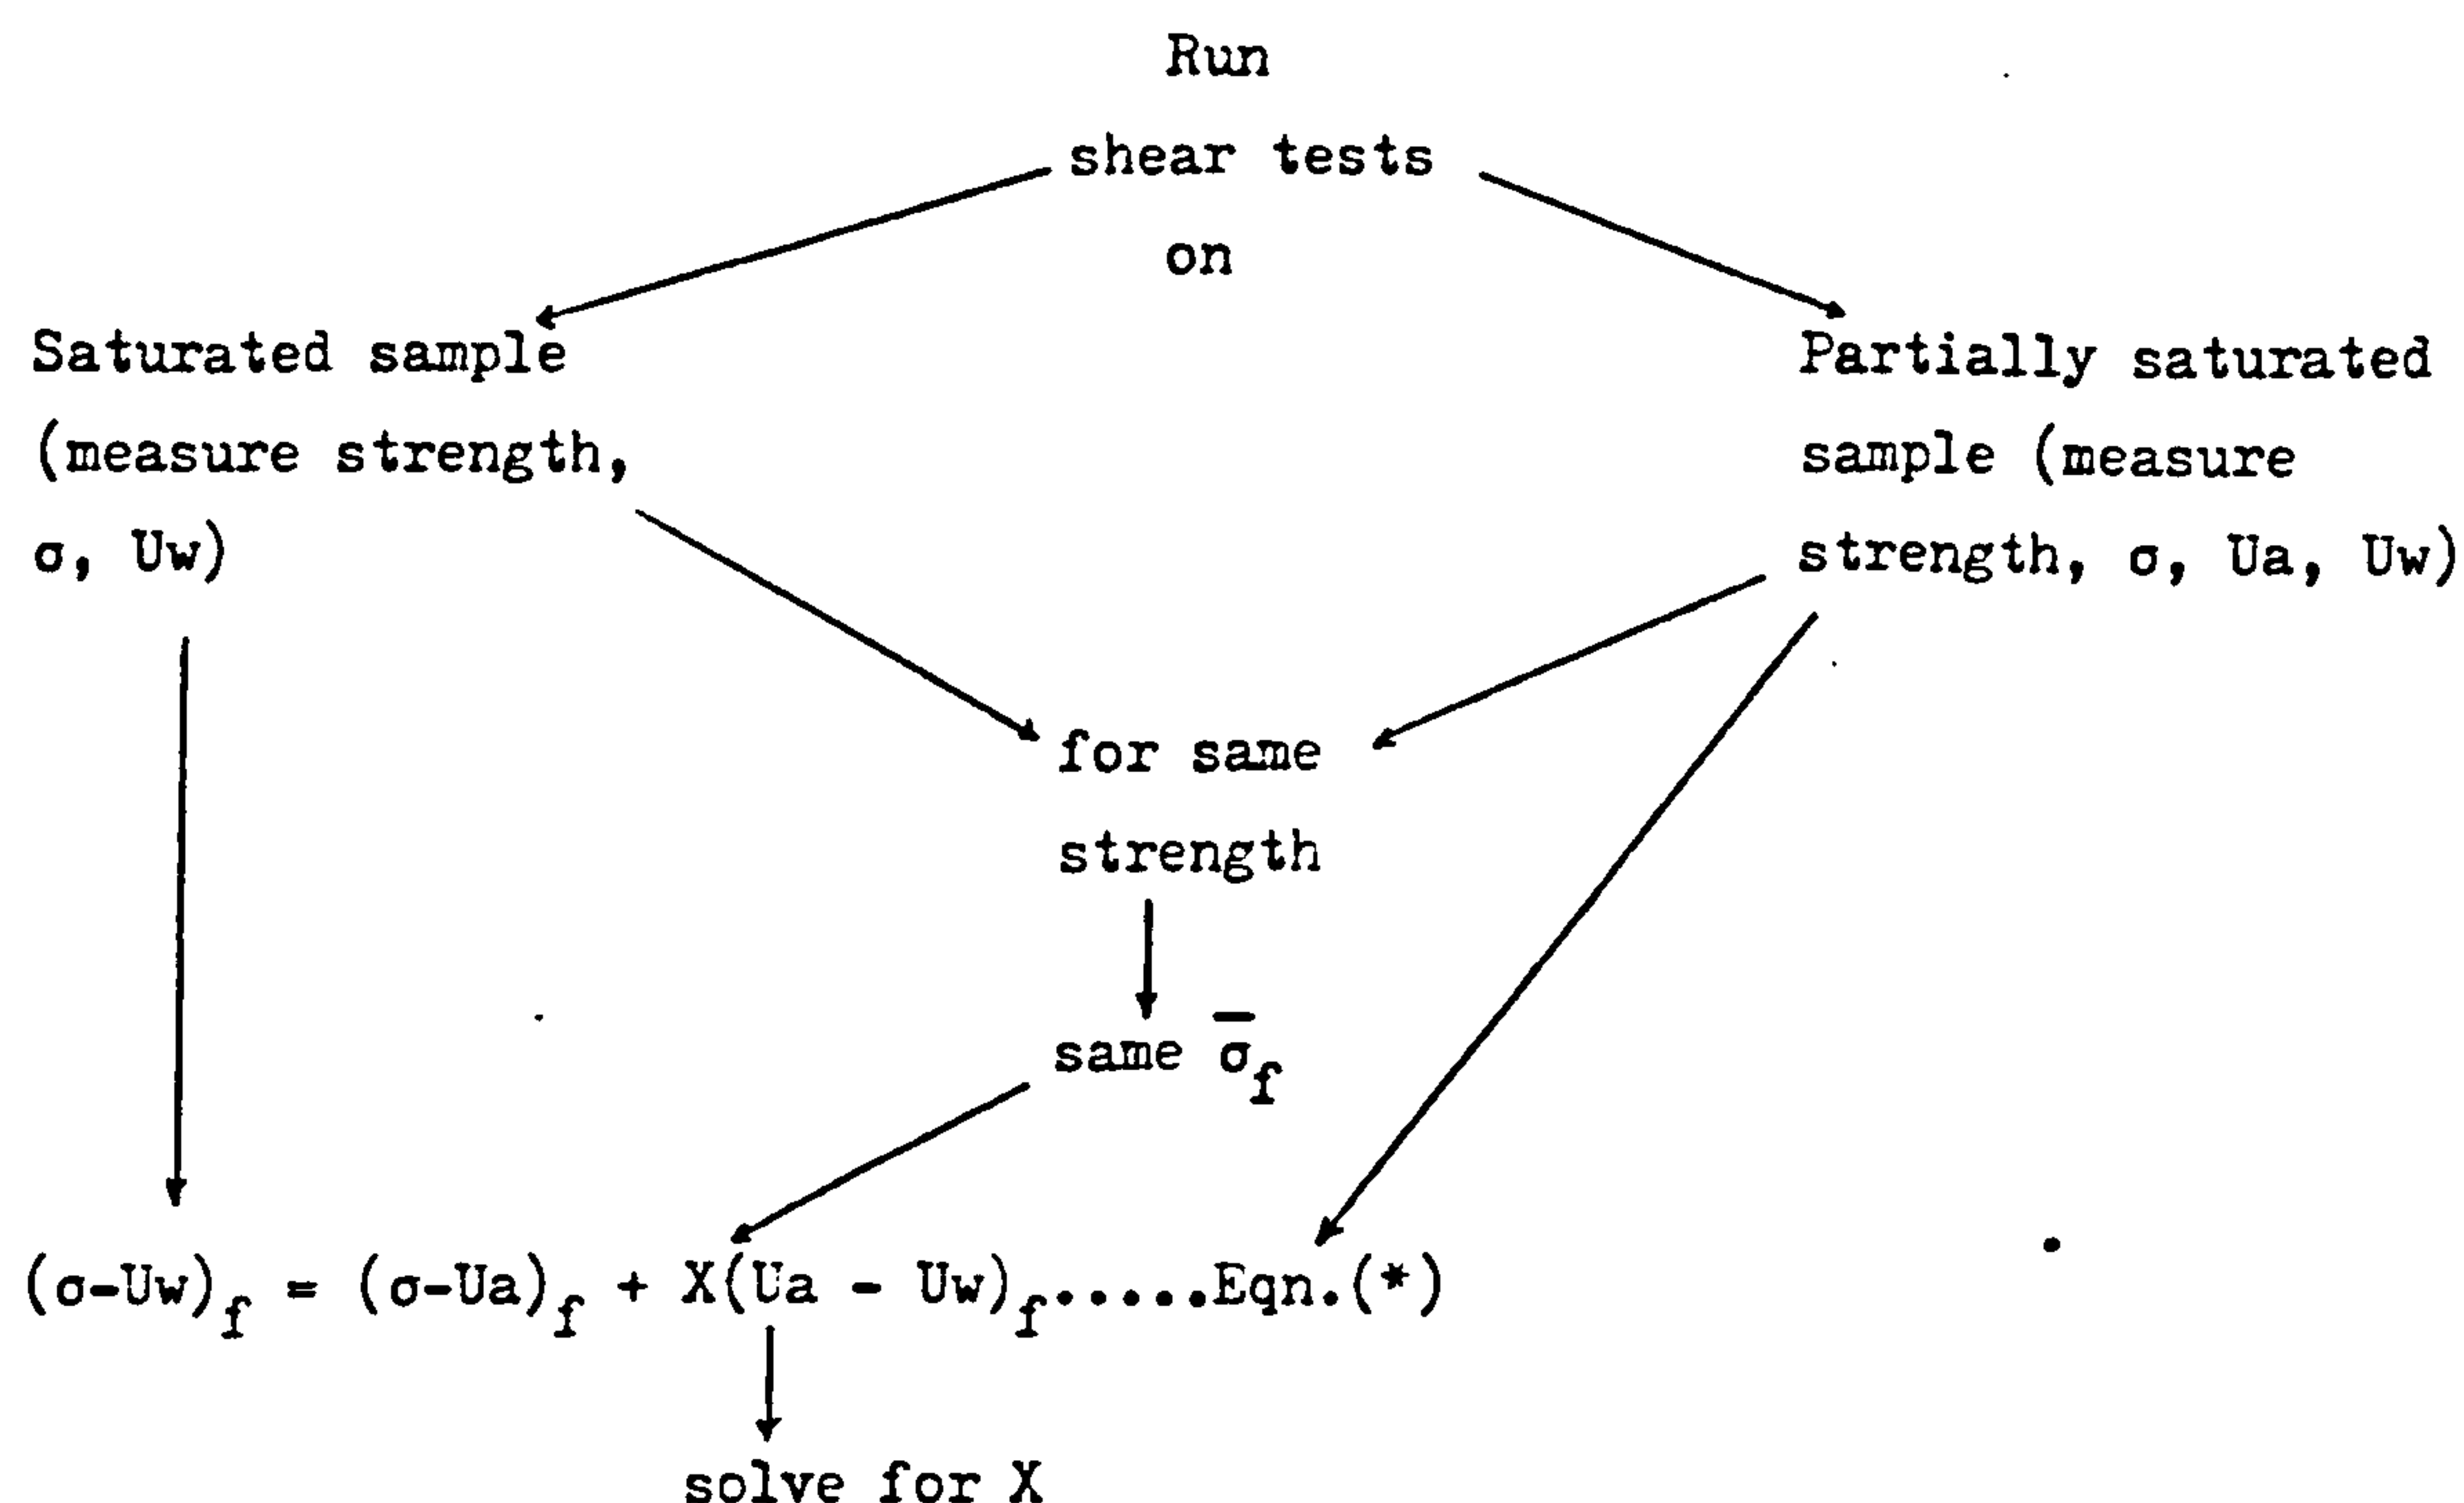 Run
shear tests
on
Saturated sample
(measure strength,
σ, Uw)
Partially saturated
sample (measure
strength, σ, Ua, Uw)
for same
strength
same σ̅f
(σ-Uw)f = (σ-Ua)f + X(Ua - Uw)f.....Eqn.(*)
solve for X